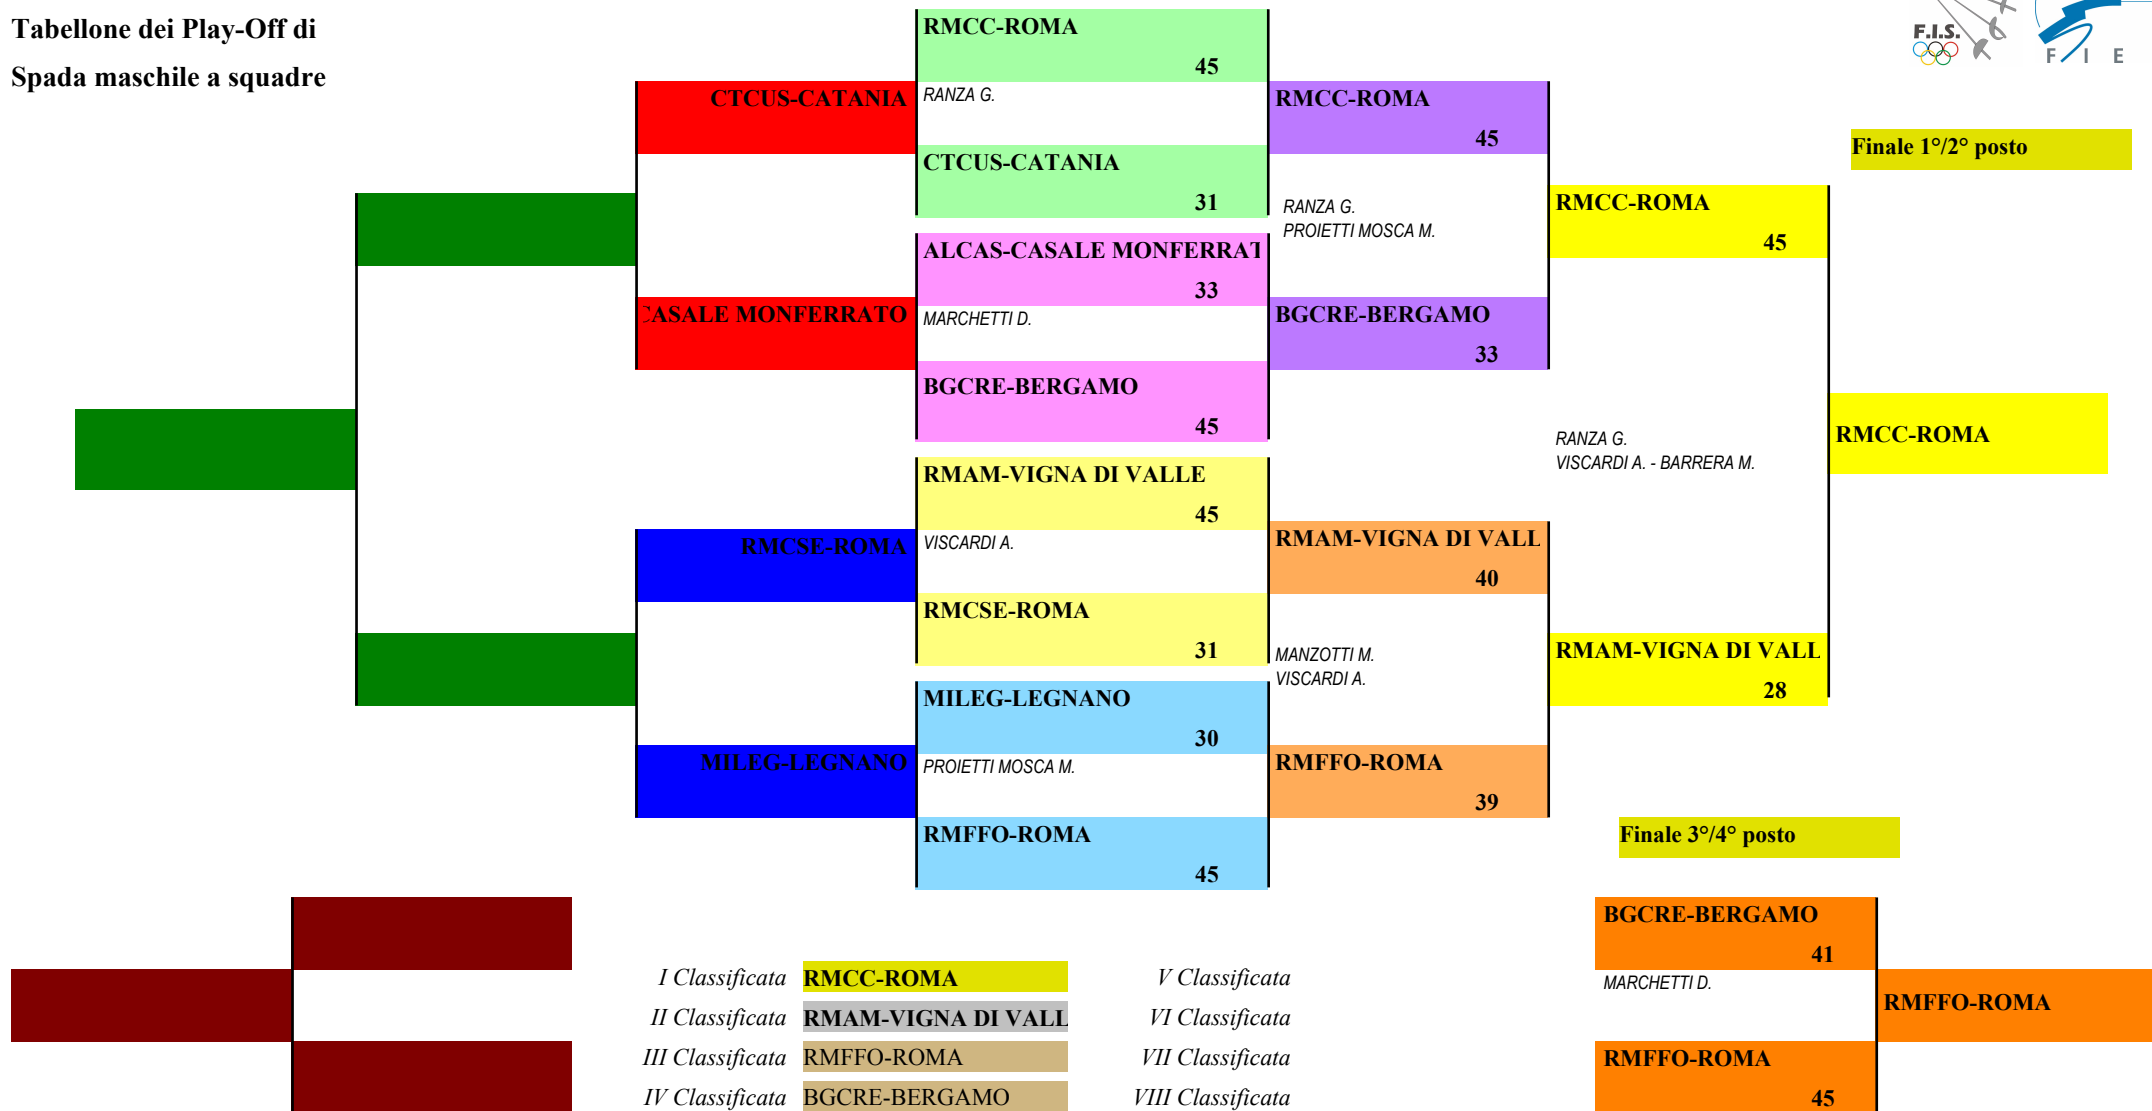 Tabellone dei Play-Off di
Spada maschile a squadre
F.I.S.
F I E
RMCC-ROMA
45
RANZA G.
CTCUS-CATANIA
31
ALCAS-CASALE MONFERRAT
33
MARCHETTI D.
BGCRE-BERGAMO
45
RMAM-VIGNA DI VALLE
45
VISCARDI A.
RMCSE-ROMA
31
MILEG-LEGNANO
30
PROIETTI MOSCA M.
RMFFO-ROMA
45
CTCUS-CATANIA
CASALE MONFERRATO
RMCSE-ROMA
MILEG-LEGNANO
RMCC-ROMA
45
RANZA G.
PROIETTI MOSCA M.
BGCRE-BERGAMO
33
RMAM-VIGNA DI VALL
40
MANZOTTI M.
VISCARDI A.
RMFFO-ROMA
39
Finale 1°/2° posto
RMCC-ROMA
45
RANZA G.
VISCARDI A. - BARRERA M.
RMAM-VIGNA DI VALL
28
RMCC-ROMA
Finale 3°/4° posto
BGCRE-BERGAMO
41
MARCHETTI D.
RMFFO-ROMA
45
RMFFO-ROMA
I Classificata RMCC-ROMA
II Classificata RMAM-VIGNA DI VALL
III Classificata RMFFO-ROMA
IV Classificata BGCRE-BERGAMO
V Classificata
VI Classificata
VII Classificata
VIII Classificata